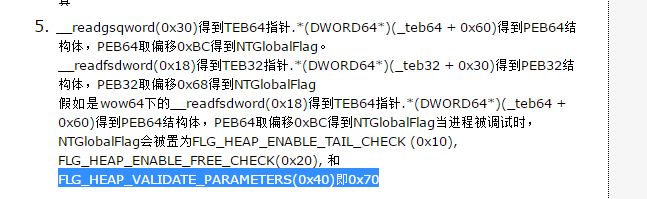 具
5. __readgsqword(0x30)得到TEB64指针.*(DWORD64*)(_teb64 + 0x60)得到PEB64结
构体，PEB64取偏移0xBC得到NTGlobalFlag。
__readfsdword(0x18)得到TEB32指针.*(DWORD64*)(_teb32 + 0x30)得到PEB32结
构体，PEB32取偏移0x68得到NTGlobalFlag
假如是wow64下的__readfsdword(0x18)得到TEB64指针.*(DWORD64*)(_teb64 +
0x60)得到PEB64结构体，PEB64取偏移0xBC得到NTGlobalFlag当进程被调试时，
NTGlobalFlag会被置为FLG_HEAP_ENABLE_TAIL_CHECK (0x10),
FLG_HEAP_ENABLE_FREE_CHECK(0x20), 和
FLG_HEAP_VALIDATE_PARAMETERS(0x40)即0x70